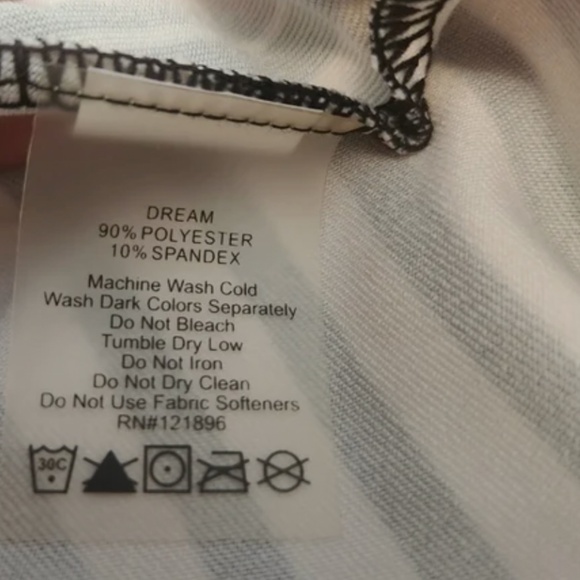 DREAM
90% POLYESTER
10% SPANDEX
Machine Wash Cold
Wash Dark Colors Separately
Do Not Bleach
Tumble Dry Low
Do Not Iron
Do Not Dry Clean
Do Not Use Fabric Softeners
RN#121896
30C